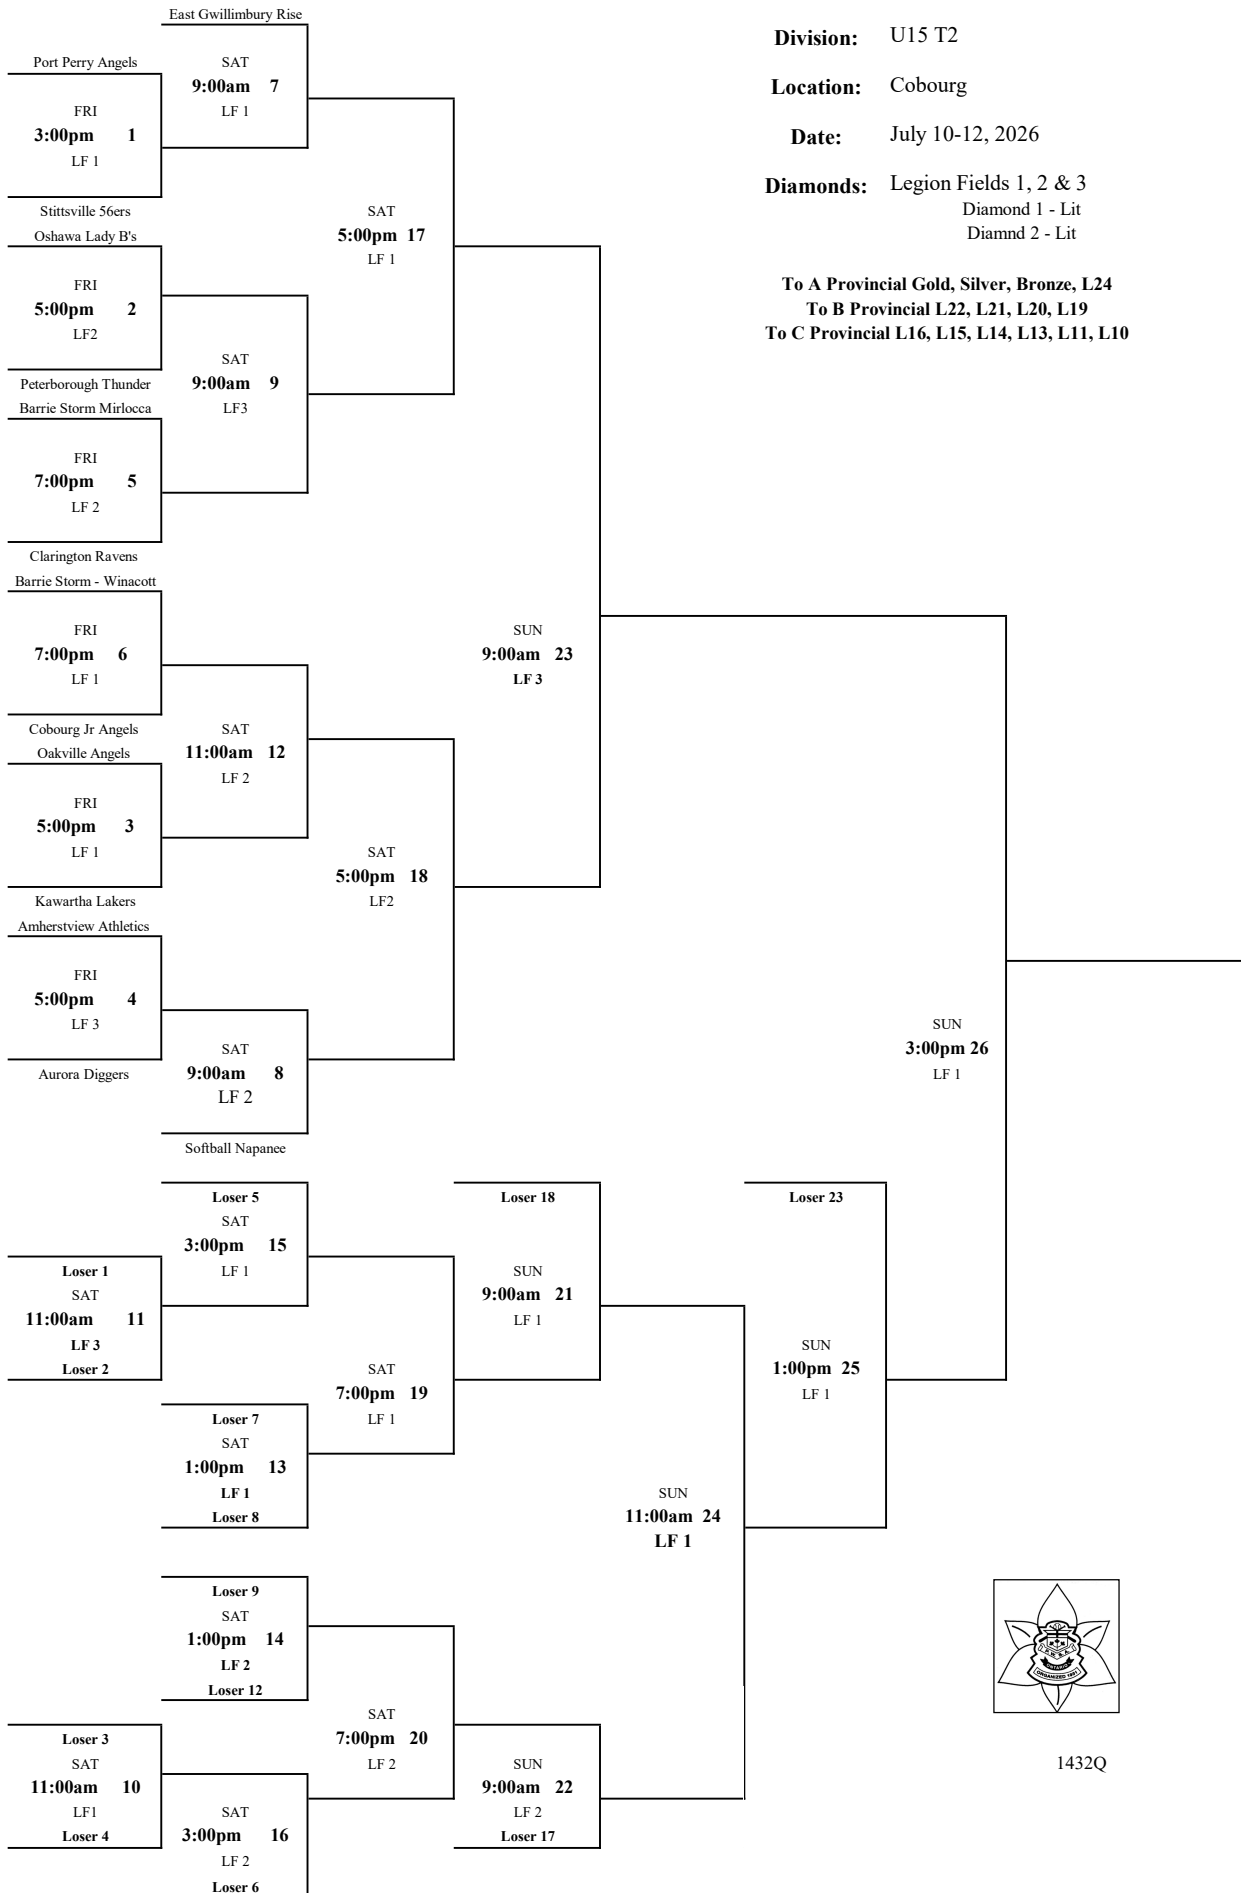 East Gwillimbury Rise
Division: U15 T2
Port Perry Angels
SAT
9:00am 7
LF 1
Location: Cobourg
FRI
3:00pm 1
LF 1
Date: July 10-12, 2026
Diamonds: Legion Fields 1, 2 & 3
Diamond 1 - Lit
Diamnd 2 - Lit
Stittsville 56ers
Oshawa Lady B's
SAT
5:00pm 17
LF 1
To A Provincial Gold, Silver, Bronze, L24
To B Provincial L22, L21, L20, L19
To C Provincial L16, L15, L14, L13, L11, L10
FRI
5:00pm 2
LF2
SAT
9:00am 9
LF3
Peterborough Thunder
Barrie Storm Mirlocca
FRI
7:00pm 5
LF 2
Clarington Ravens
Barrie Storm - Winacott
FRI
7:00pm 6
LF 1
SUN
9:00am 23
LF 3
Cobourg Jr Angels
Oakville Angels
SAT
11:00am 12
LF 2
FRI
5:00pm 3
LF 1
SAT
5:00pm 18
LF2
Kawartha Lakers
Amherstview Athletics
FRI
5:00pm 4
LF 3
SUN
3:00pm 26
LF 1
Aurora Diggers
SAT
9:00am 8
LF 2
Softball Napanee
Loser 5
SAT
3:00pm 15
LF 1
Loser 18
Loser 23
Loser 1
SAT
11:00am 11
LF 3
Loser 2
SUN
9:00am 21
LF 1
SUN
1:00pm 25
LF 1
SAT
7:00pm 19
LF 1
Loser 7
SAT
1:00pm 13
LF 1
Loser 8
SUN
11:00am 24
LF 1
Loser 9
SAT
1:00pm 14
LF 2
Loser 12
SAT
7:00pm 20
LF 2
Loser 3
SAT
11:00am 10
LF1
Loser 4
SUN
9:00am 22
LF 2
Loser 17
SAT
3:00pm 16
LF 2
Loser 6
ONTARIO
ORGANIZED 1931
1432Q